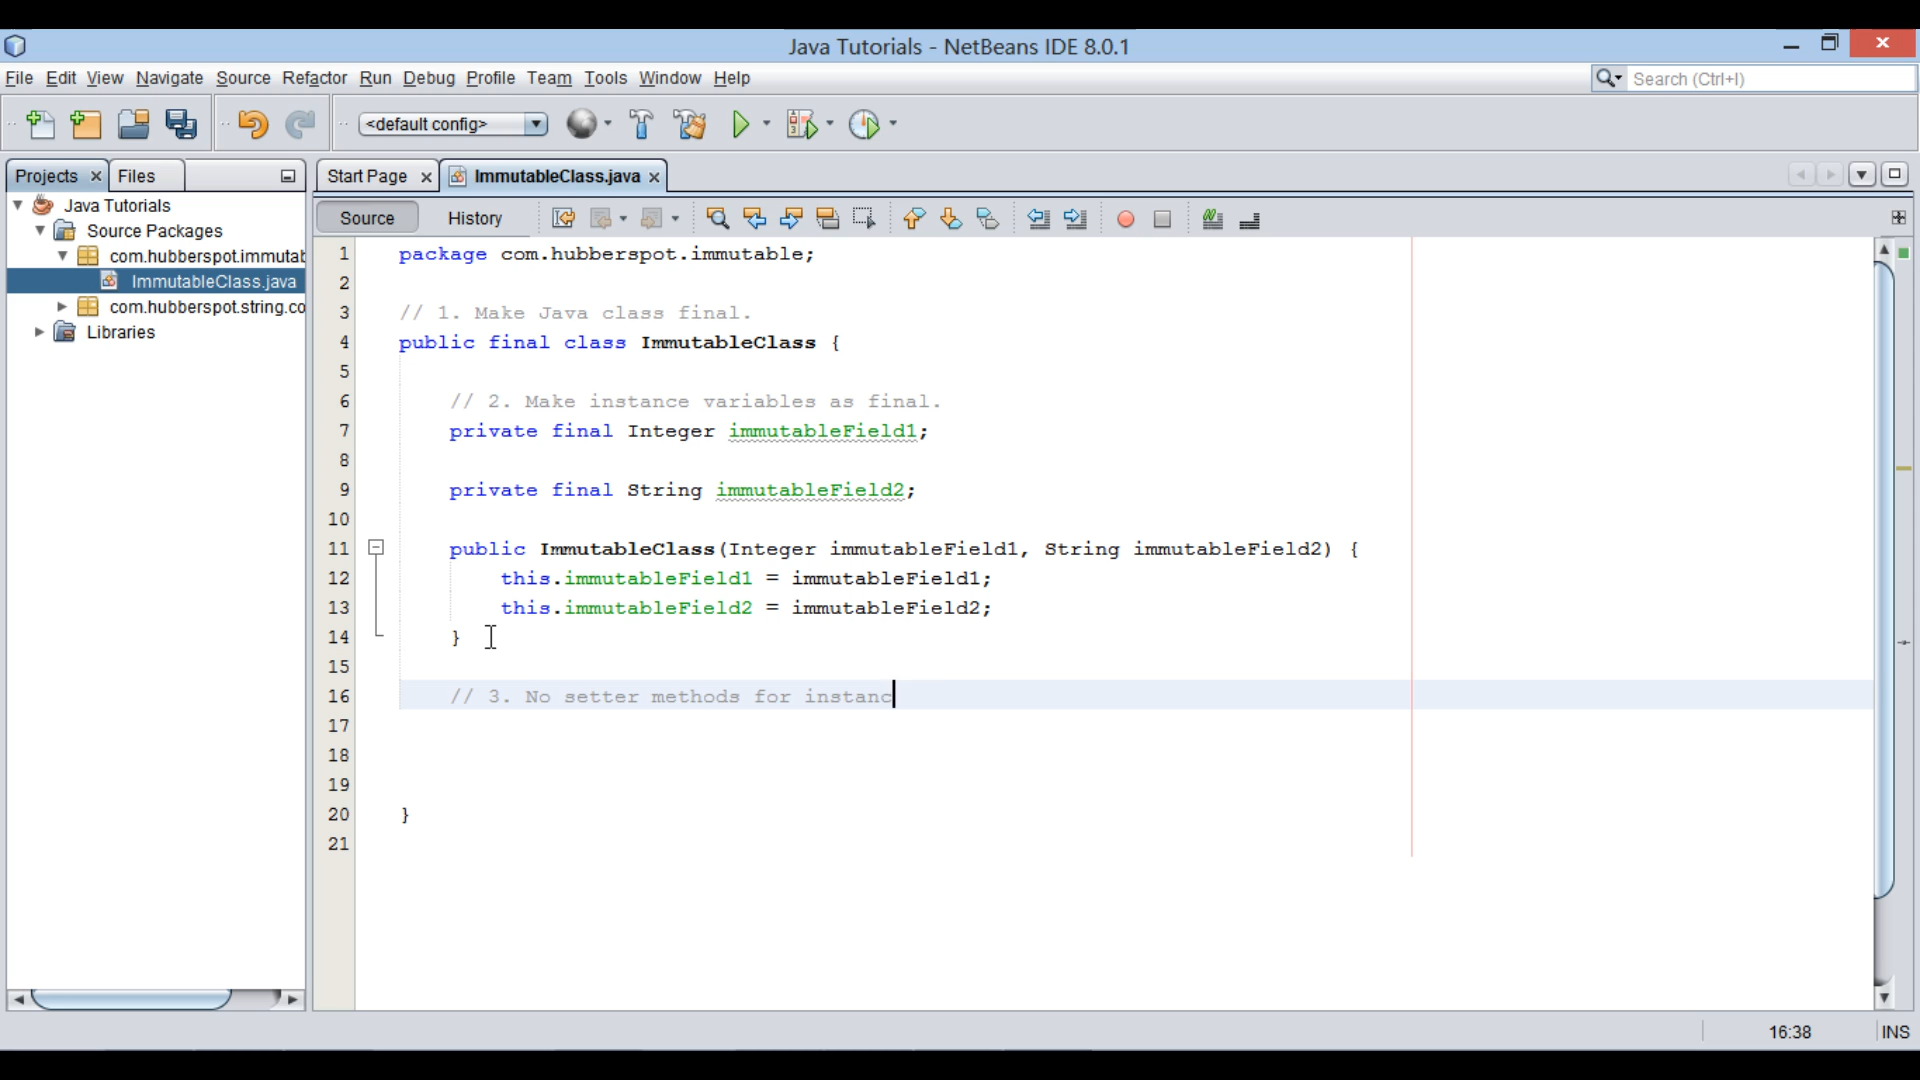 Java Tutorials - NetBeans IDE 8.0.1
File Edit View Navigate Source Refactor Run Debug Profile Team Tools Window Help
Search (Ctrl+I)
<default config>
Projects Files
Start Page ImmutableClass.java
Java Tutorials
Source Packages
com.hubberspot.immutab
ImmutableClass.java
com.hubberspot.string.co
Libraries
Source History
1 package com.hubberspot.immutable;
2
3 // 1. Make Java class final.
4 public final class ImmutableClass {
5
6 // 2. Make instance variables as final.
7 private final Integer immutableField1;
8
9 private final String immutableField2;
10
11 public ImmutableClass(Integer immutableField1, String immutableField2) {
12 this.immutableField1 = immutableField1;
13 this.immutableField2 = immutableField2;
14 }
15
16 // 3. No setter methods for instanc
17
18
19
20 }
21
16:38 INS